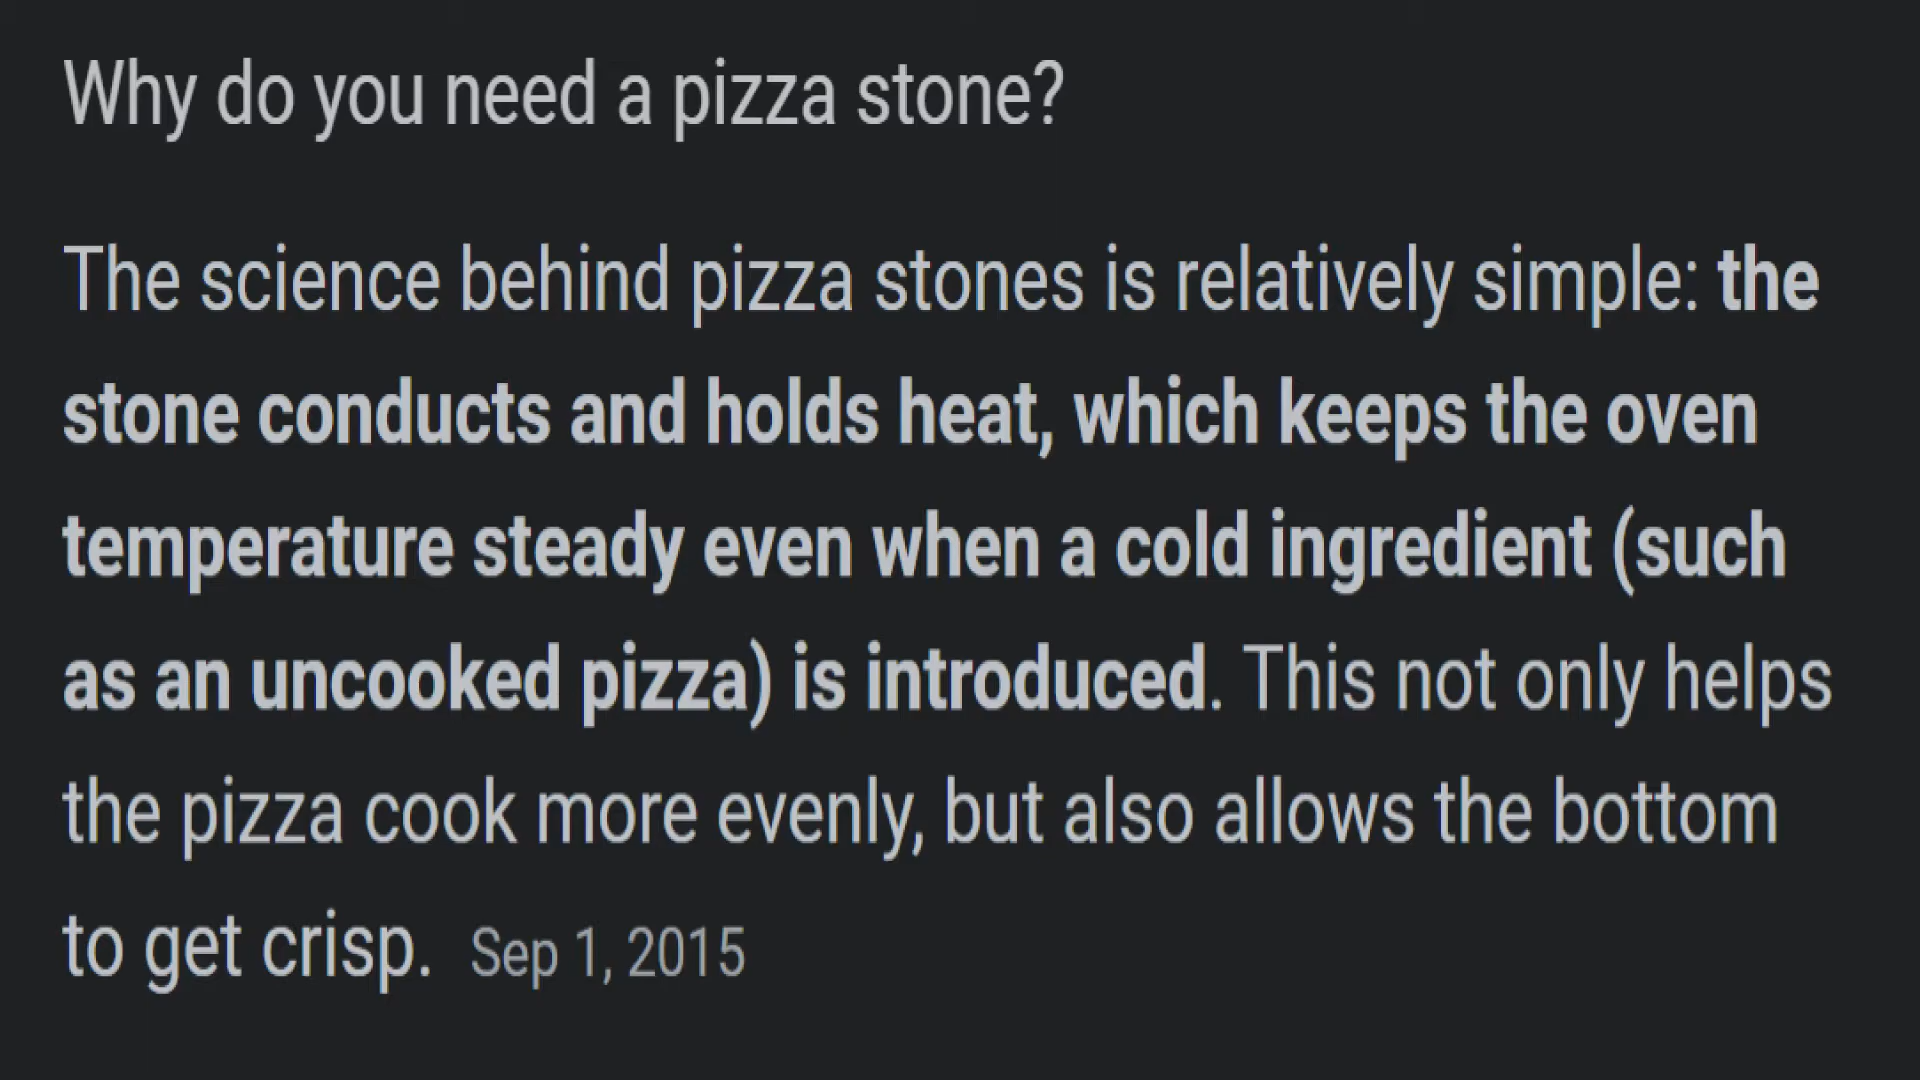 Why do you need a pizza stone?
The science behind pizza stones is relatively simple: the
stone conducts and holds heat, which keeps the oven
temperature steady even when a cold ingredient (such
as an uncooked pizza) is introduced. This not only helps
the pizza cook more evenly, but also allows the bottom
to get crisp. Sep 1, 2015